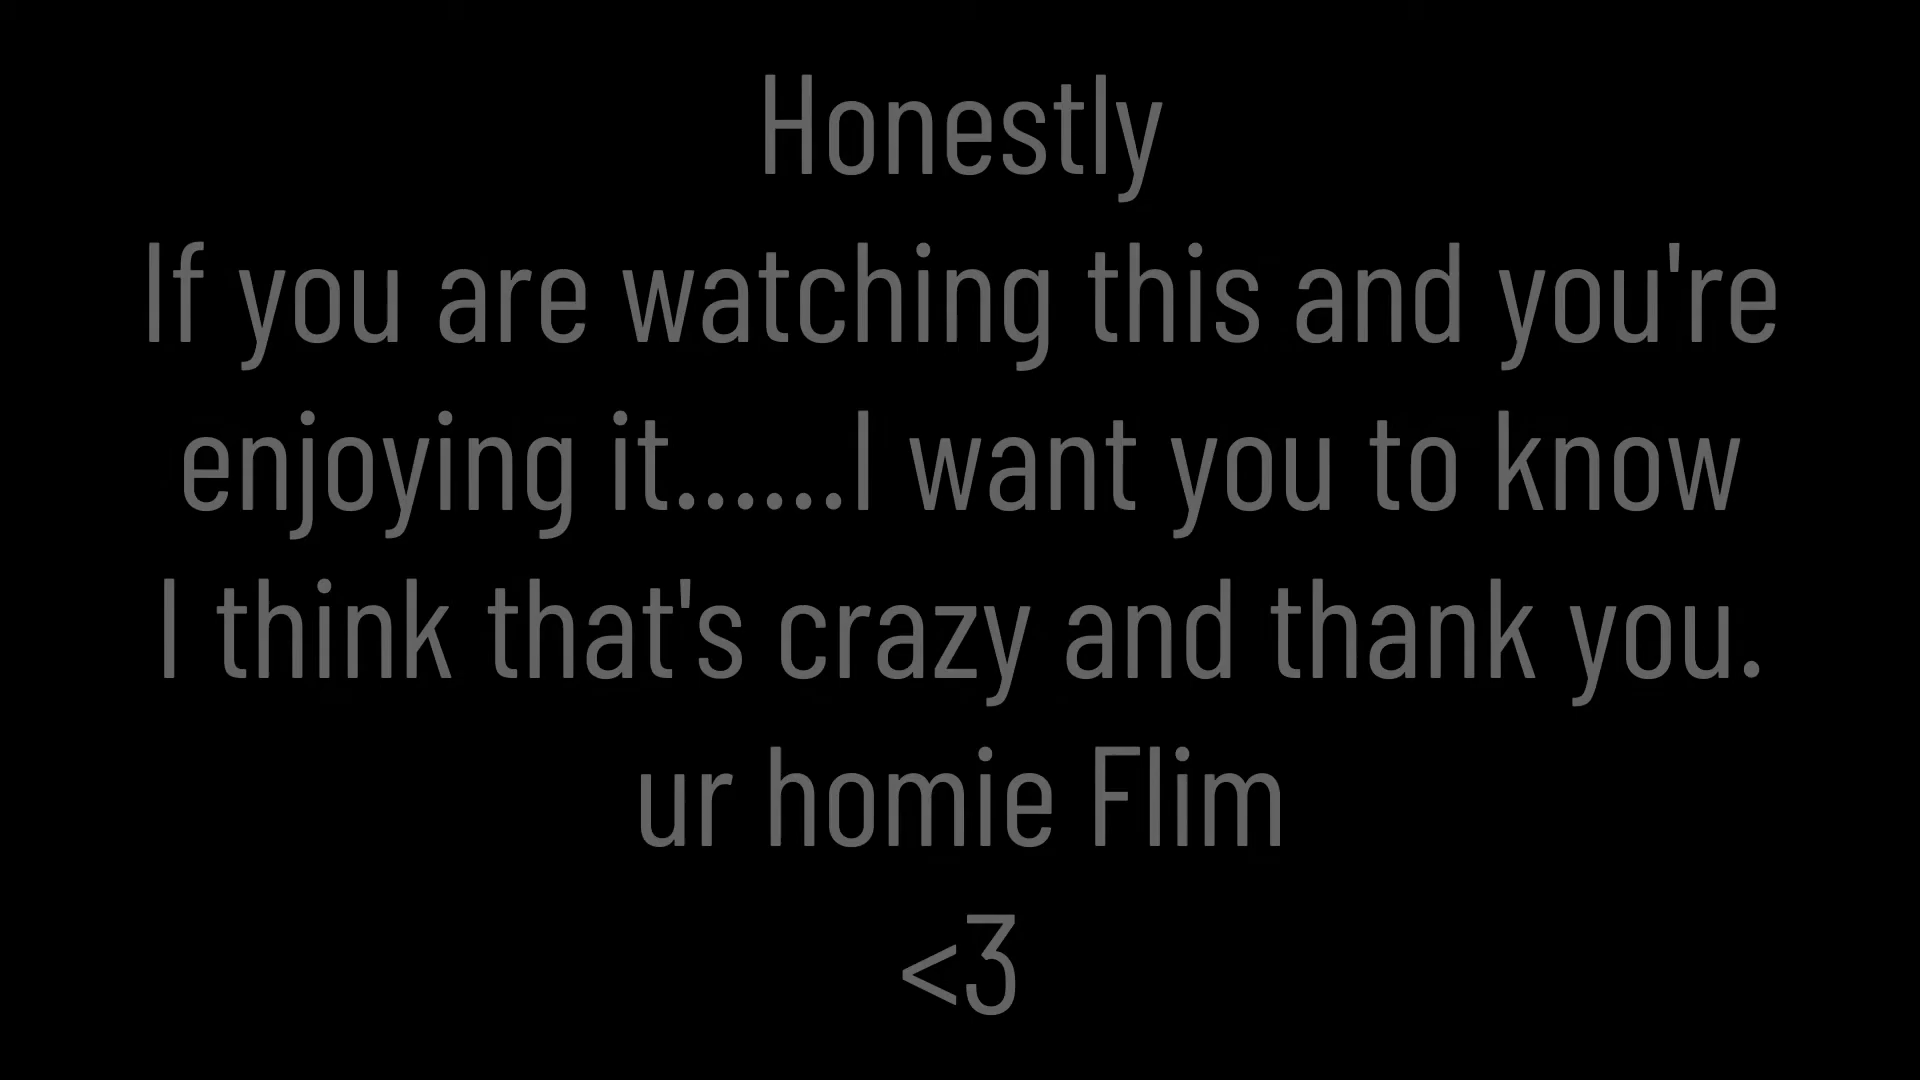 Honestly
If you are watching this and you're
enjoying it......I want you to know
I think that's crazy and thank you.
ur homie Flim
<3